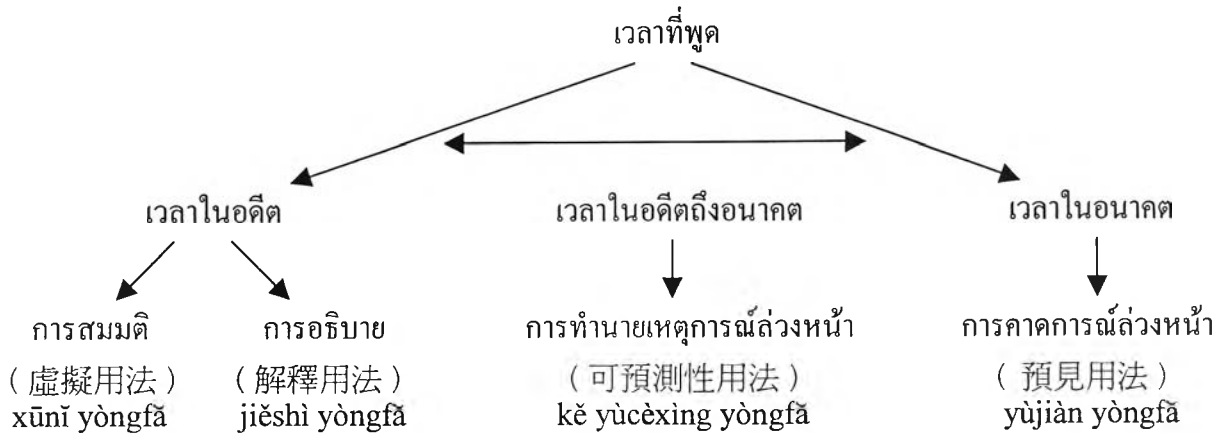 เวลาที่พูด
เวลาในอดีต เวลาในอดีตถึงอนาคต เวลาในอนาคต
การสมมติ การอธิบาย การทำนายเหตุการณ์ล่วงหน้า การคาดการณ์ล่วงหน้า
(虛擬用法) (解釋用法) (可預測性用法) (預見用法)
xūnǐ yòngfǎ jiěshì yòngfǎ kě yùcèxìng yòngfǎ yùjiàn yòngfǎ